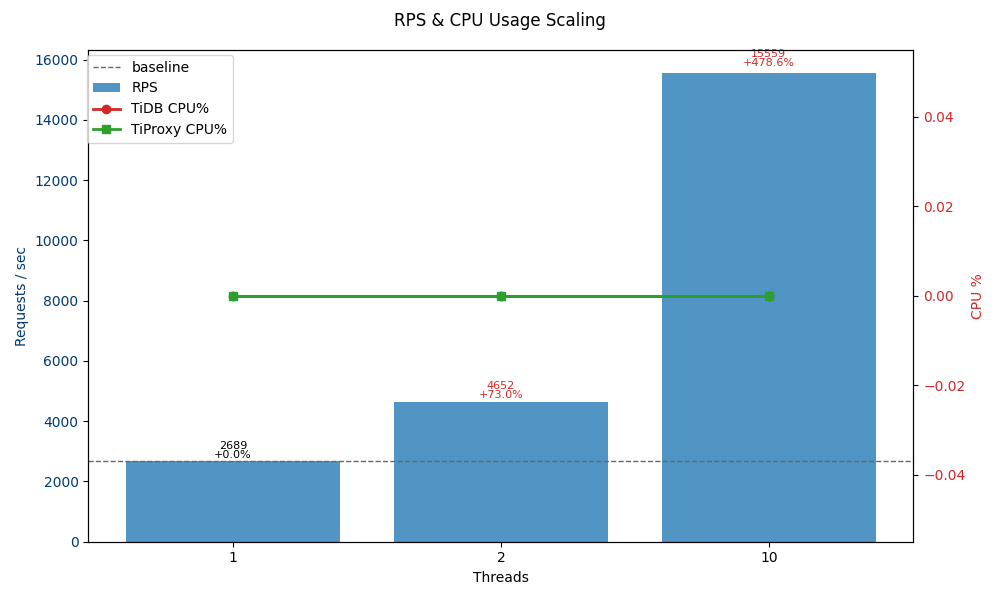 RPS & CPU Usage Scaling
baseline
RPS
TiDB CPU%
TiProxy CPU%
Requests / sec
16000
14000
12000
10000
8000
6000
4000
2000
0
2689
+0.0%
4652
+73.0%
15559
+478.6%
0.04
0.02
0.00
−0.02
−0.04
CPU %
1
2
10
Threads